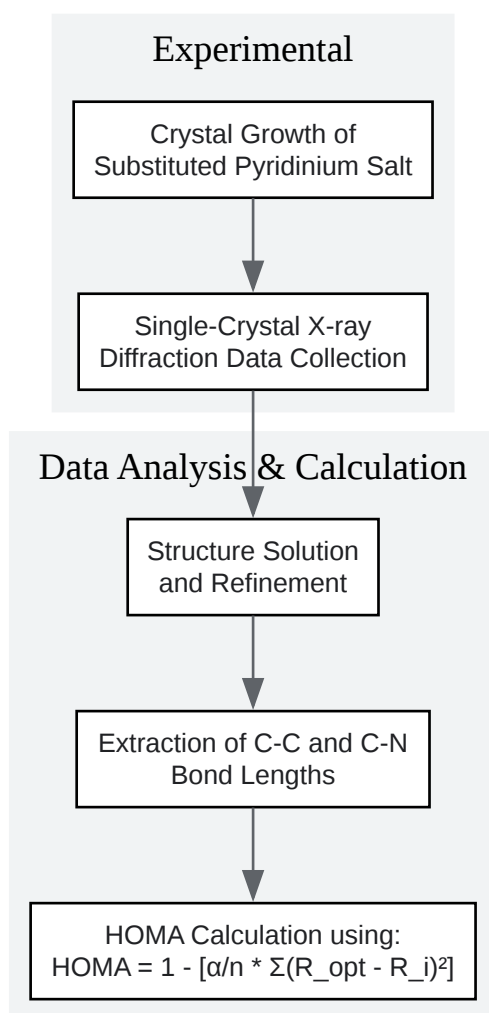 Experimental
Crystal Growth of
Substituted Pyridinium Salt
Single-Crystal X-ray
Diffraction Data Collection
Data Analysis & Calculation
Structure Solution
and Refinement
Extraction of C-C and C-N
Bond Lengths
HOMA Calculation using:
HOMA = 1 - [α/n * Σ(R_opt - R_i)²]